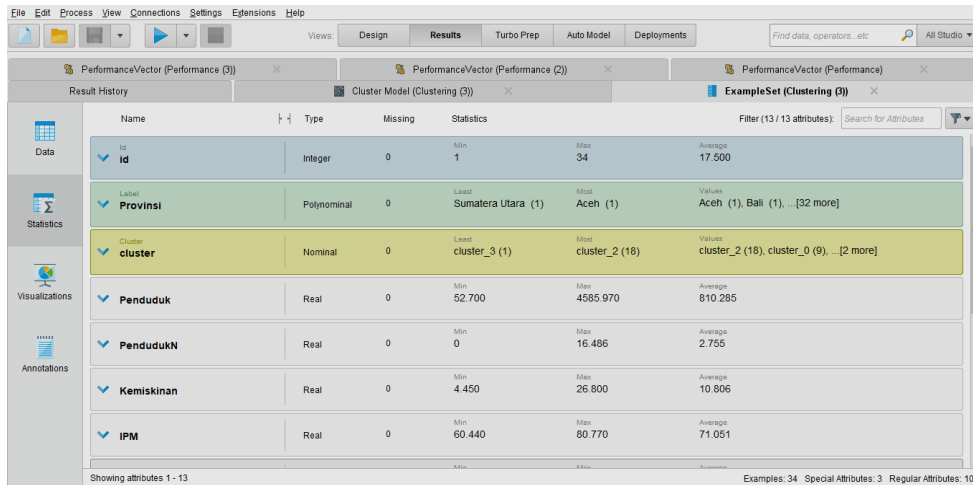 File Edit Process View Connections Settings Extensions Help
Views: Design Results Turbo Prep Auto Model Deployments Find data, operators...etc All Studio
PerformanceVector (Performance (3)) PerformanceVector (Performance (2)) PerformanceVector (Performance)
Result History Cluster Model (Clustering (3)) ExampleSet (Clustering (3))
Name Type Missing Statistics Filter (13 / 13 attributes): Search for Attributes
Data
Statistics
Visualizations
Annotations
Id Min Max Average
id Integer 0 1 34 17.500
Label Least Most Values
Provinsi Polynominal 0 Sumatera Utara (1) Aceh (1) Aceh (1), Bali (1), ...[32 more]
Cluster Least Most Values
cluster Nominal 0 cluster_3 (1) cluster_2 (18) cluster_2 (18), cluster_0 (9), ...[2 more]
Min Max Average
Penduduk Real 0 52.700 4585.970 810.285
Min Max Average
PendudukN Real 0 0 16.486 2.755
Min Max Average
Kemiskinan Real 0 4.450 26.800 10.806
Min Max Average
IPM Real 0 60.440 80.770 71.051
Min Max Average
Showing attributes 1 - 13 Examples: 34 Special Attributes: 3 Regular Attributes: 10